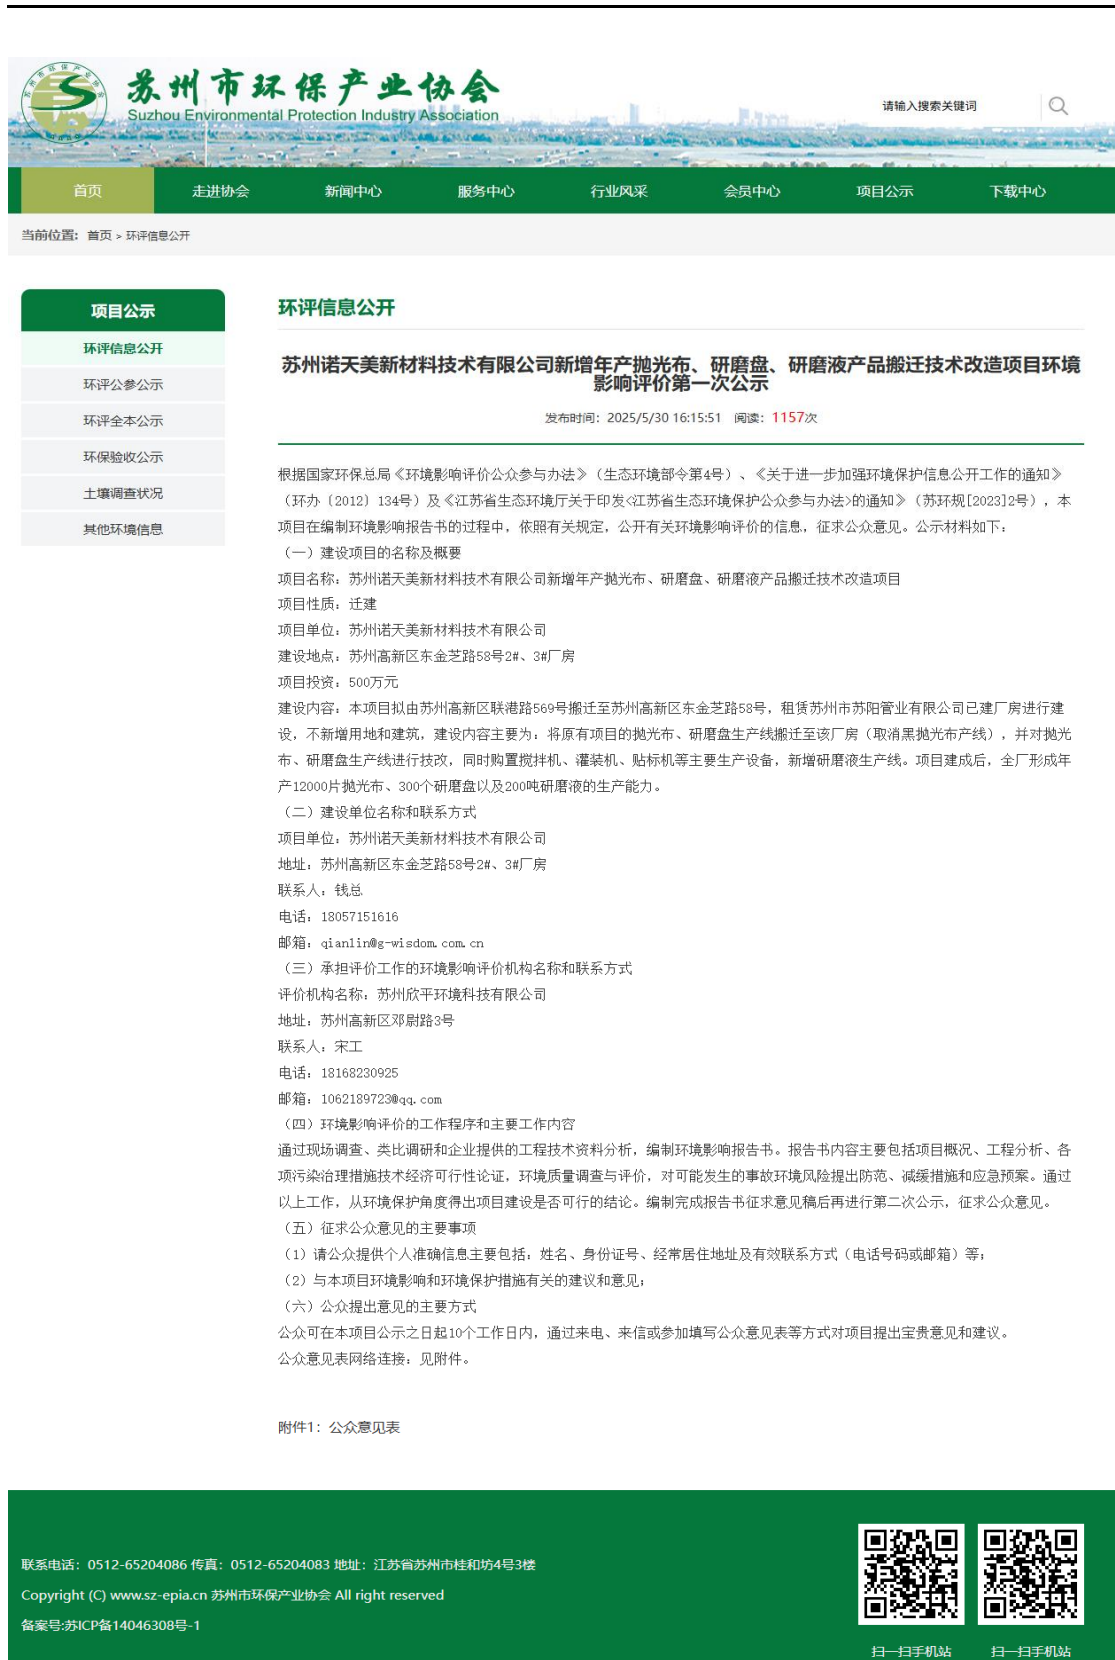 苏州市环保产业协会
Suzhou Environmental Protection Industry Association
请输入搜索关键词
首页 走进协会 新闻中心 服务中心 行业风采 会员中心 项目公示 下载中心
当前位置：首页 > 环评信息公开
项目公示
环评信息公开
环评公参公示
环评全本公示
环保验收公示
土壤调查状况
其他环境信息
环评信息公开
苏州诺天美新材料技术有限公司新增年产抛光布、研磨盘、研磨液产品搬迁技术改造项目环境
影响评价第一次公示
发布时间：2025/5/30 16:15:51 阅读：1157次
根据国家环保总局《环境影响评价公众参与办法》（生态环境部令第4号）、《关于进一步加强环境保护信息公开工作的通知》
（环办〔2012〕134号）及《江苏省生态环境厅关于印发<江苏省生态环境保护公众参与办法>的通知》（苏环规[2023]2号），本
项目在编制环境影响报告书的过程中，依照有关规定，公开有关环境影响评价的信息，征求公众意见。公示材料如下：
（一）建设项目的名称及概要
项目名称：苏州诺天美新材料技术有限公司新增年产抛光布、研磨盘、研磨液产品搬迁技术改造项目
项目性质：迁建
项目单位：苏州诺天美新材料技术有限公司
建设地点：苏州高新区东金芝路58号2#、3#厂房
项目投资：500万元
建设内容：本项目拟由苏州高新区联港路569号搬迁至苏州高新区东金芝路58号，租赁苏州市苏阳管业有限公司已建厂房进行建
设，不新增用地和建筑，建设内容主要为：将原有项目的抛光布、研磨盘生产线搬迁至该厂房（取消黑抛光布产线），并对抛光
布、研磨盘生产线进行技改，同时购置搅拌机、灌装机、贴标机等主要生产设备，新增研磨液生产线。项目建成后，全厂形成年
产12000片抛光布、300个研磨盘以及200吨研磨液的生产能力。
（二）建设单位名称和联系方式
项目单位：苏州诺天美新材料技术有限公司
地址：苏州高新区东金芝路58号2#、3#厂房
联系人：钱总
电话：18057151616
邮箱：qianlin@g-wisdom.com.cn
（三）承担评价工作的环境影响评价机构名称和联系方式
评价机构名称：苏州欣平环境科技有限公司
地址：苏州高新区邓尉路3号
联系人：宋工
电话：18168230925
邮箱：1062189723@qq.com
（四）环境影响评价的工作程序和主要工作内容
通过现场调查、类比调研和企业提供的工程技术资料分析，编制环境影响报告书。报告书内容主要包括项目概况、工程分析、各
项污染治理措施技术经济可行性论证，环境质量调查与评价，对可能发生的事故环境风险提出防范、减缓措施和应急预案。通过
以上工作，从环境保护角度得出项目建设是否可行的结论。编制完成报告书征求意见稿后再进行第二次公示，征求公众意见。
（五）征求公众意见的主要事项
（1）请公众提供个人准确信息主要包括：姓名、身份证号、经常居住地址及有效联系方式（电话号码或邮箱）等；
（2）与本项目环境影响和环境保护措施有关的建议和意见；
（六）公众提出意见的主要方式
公众可在本项目公示之日起10个工作日内，通过来电、来信或参加填写公众意见表等方式对项目提出宝贵意见和建议。
公众意见表网络连接：见附件。
附件1：公众意见表
联系电话：0512-65204086 传真：0512-65204083 地址：江苏省苏州市桂和坊4号3楼
Copyright (C) www.sz-epia.cn 苏州市环保产业协会 All right reserved
备案号:苏ICP备14046308号-1
扫一扫手机站 扫一扫手机站